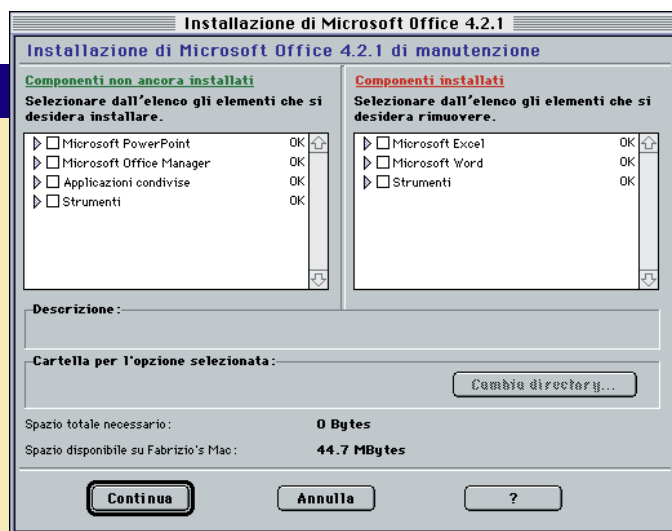 Installazione di Microsoft Office 4.2.1
Installazione di Microsoft Office 4.2.1 di manutenzione
Componenti non ancora installati
Selezionare dall'elenco gli elementi che si
desidera installare.
Microsoft PowerPoint OK
Microsoft Office Manager OK
Applicazioni condivise OK
Strumenti OK
Componenti installati
Selezionare dall'elenco gli elementi che si
desidera rimuovere.
Microsoft Excel OK
Microsoft Word OK
Strumenti OK
Descrizione:
Cartella per l'opzione selezionata:
Cambia directory...
Spazio totale necessario: 0 Bytes
Spazio disponibile su Fabrizio's Mac: 44.7 MBytes
Continua Annulla ?